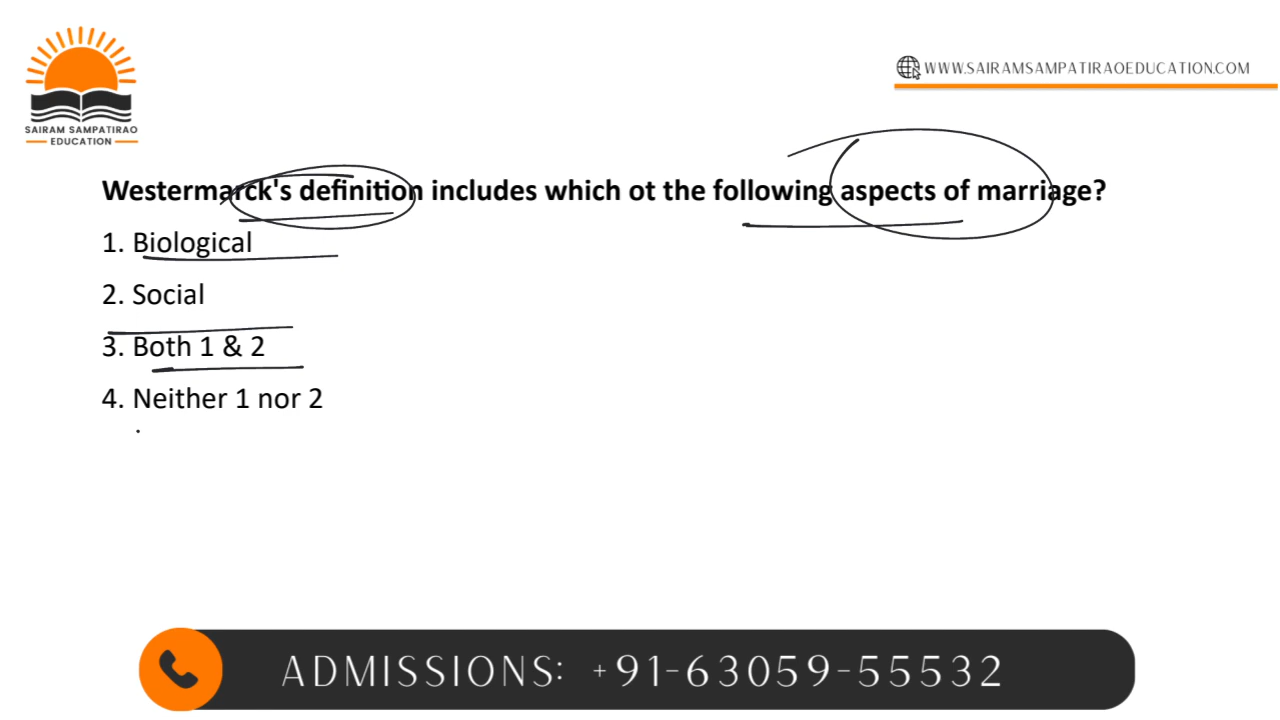 SAIRAM SAMPATIRAO
EDUCATION
WWW.SAIRAMSAMPATIRAOEDUCATION.COM
Westermarck's definition includes which ot the following aspects of marriage?
1. Biological
2. Social
3. Both 1 & 2
4. Neither 1 nor 2
ADMISSIONS: +91-63059-55532